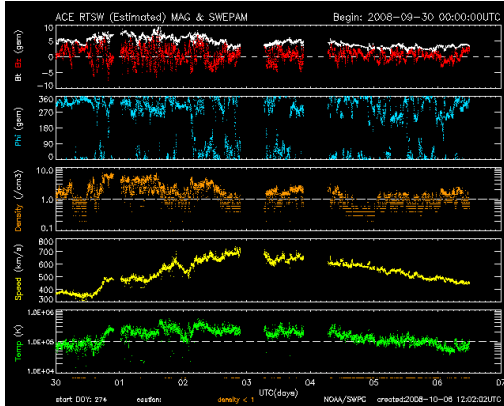 ACE RTSW (Estimated) MAG & SWEPAM Begin: 2008-09-30 00:00:00UTC
Bt Bz (gsm)
10
5
0
-5
-10
Phi (gsm)
360
270
180
90
0
Density (/cm3)
10.0
1.0
0.1
Speed (km/s)
800
700
600
500
400
300
Temp (K)
1.0E+06
1.0E+05
1.0E+04
30 01 02 03 04 05 06 07
UTC(days)
start DOY: 274 caution: density < 1 NOAA/SWPC created:2008-10-06 12:02:02UTC